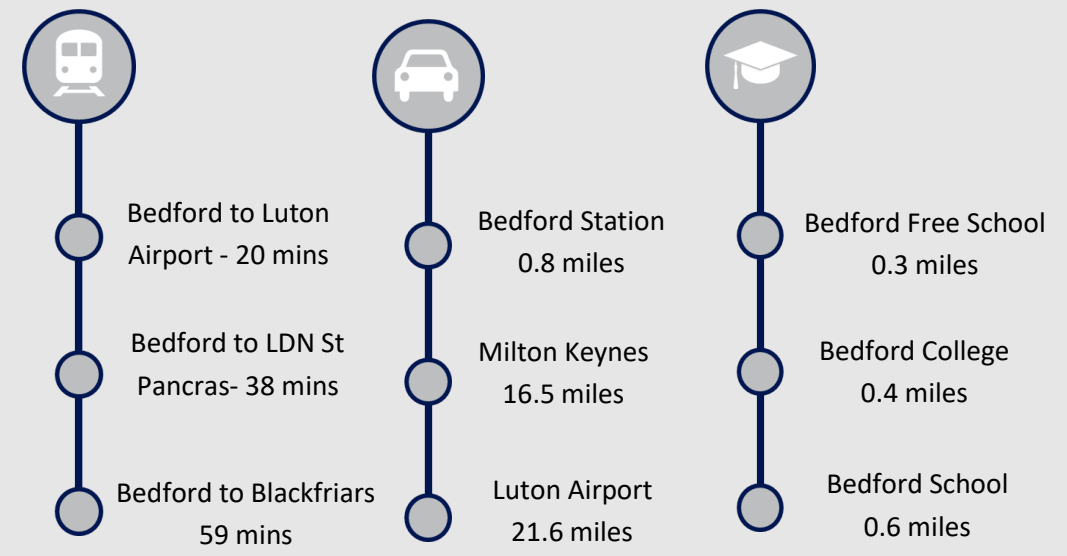 Bedford to Luton
Airport - 20 mins
Bedford to LDN St
Pancras- 38 mins
Bedford to Blackfriars
59 mins
Bedford Station
0.8 miles
Milton Keynes
16.5 miles
Luton Airport
21.6 miles
Bedford Free School
0.3 miles
Bedford College
0.4 miles
Bedford School
0.6 miles